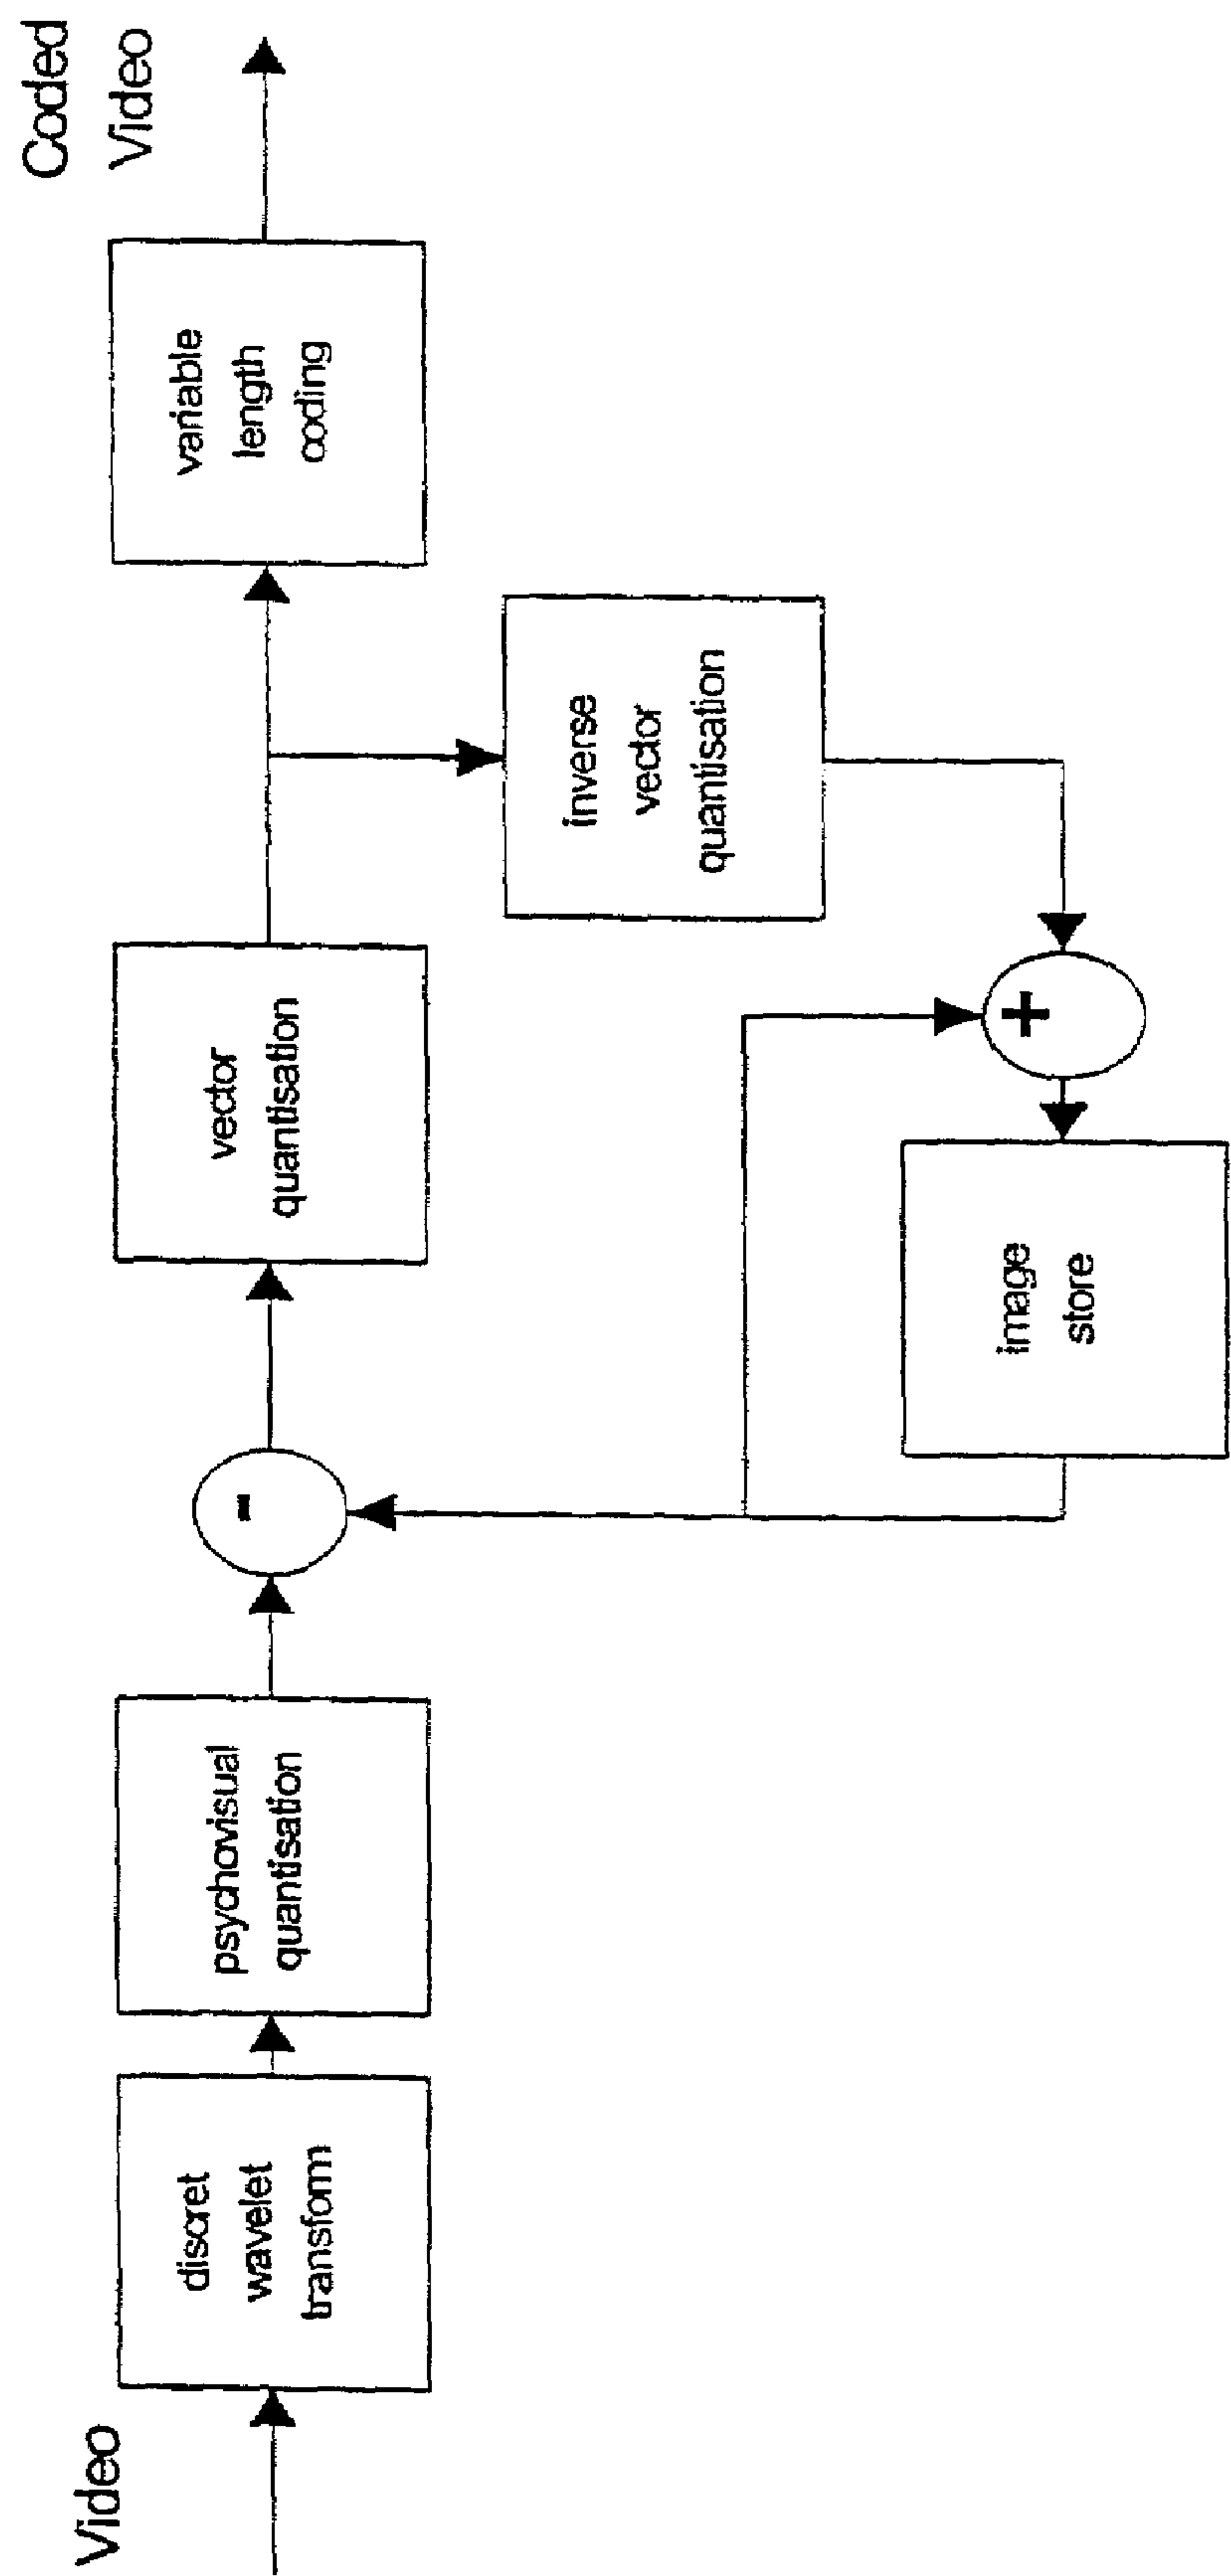 Video
discret
wavelet
transform
psychovisual
quantisation
-
vector
quantisation
variable
length
coding
Coded
Video
inverse
vector
quantisation
+
image
store